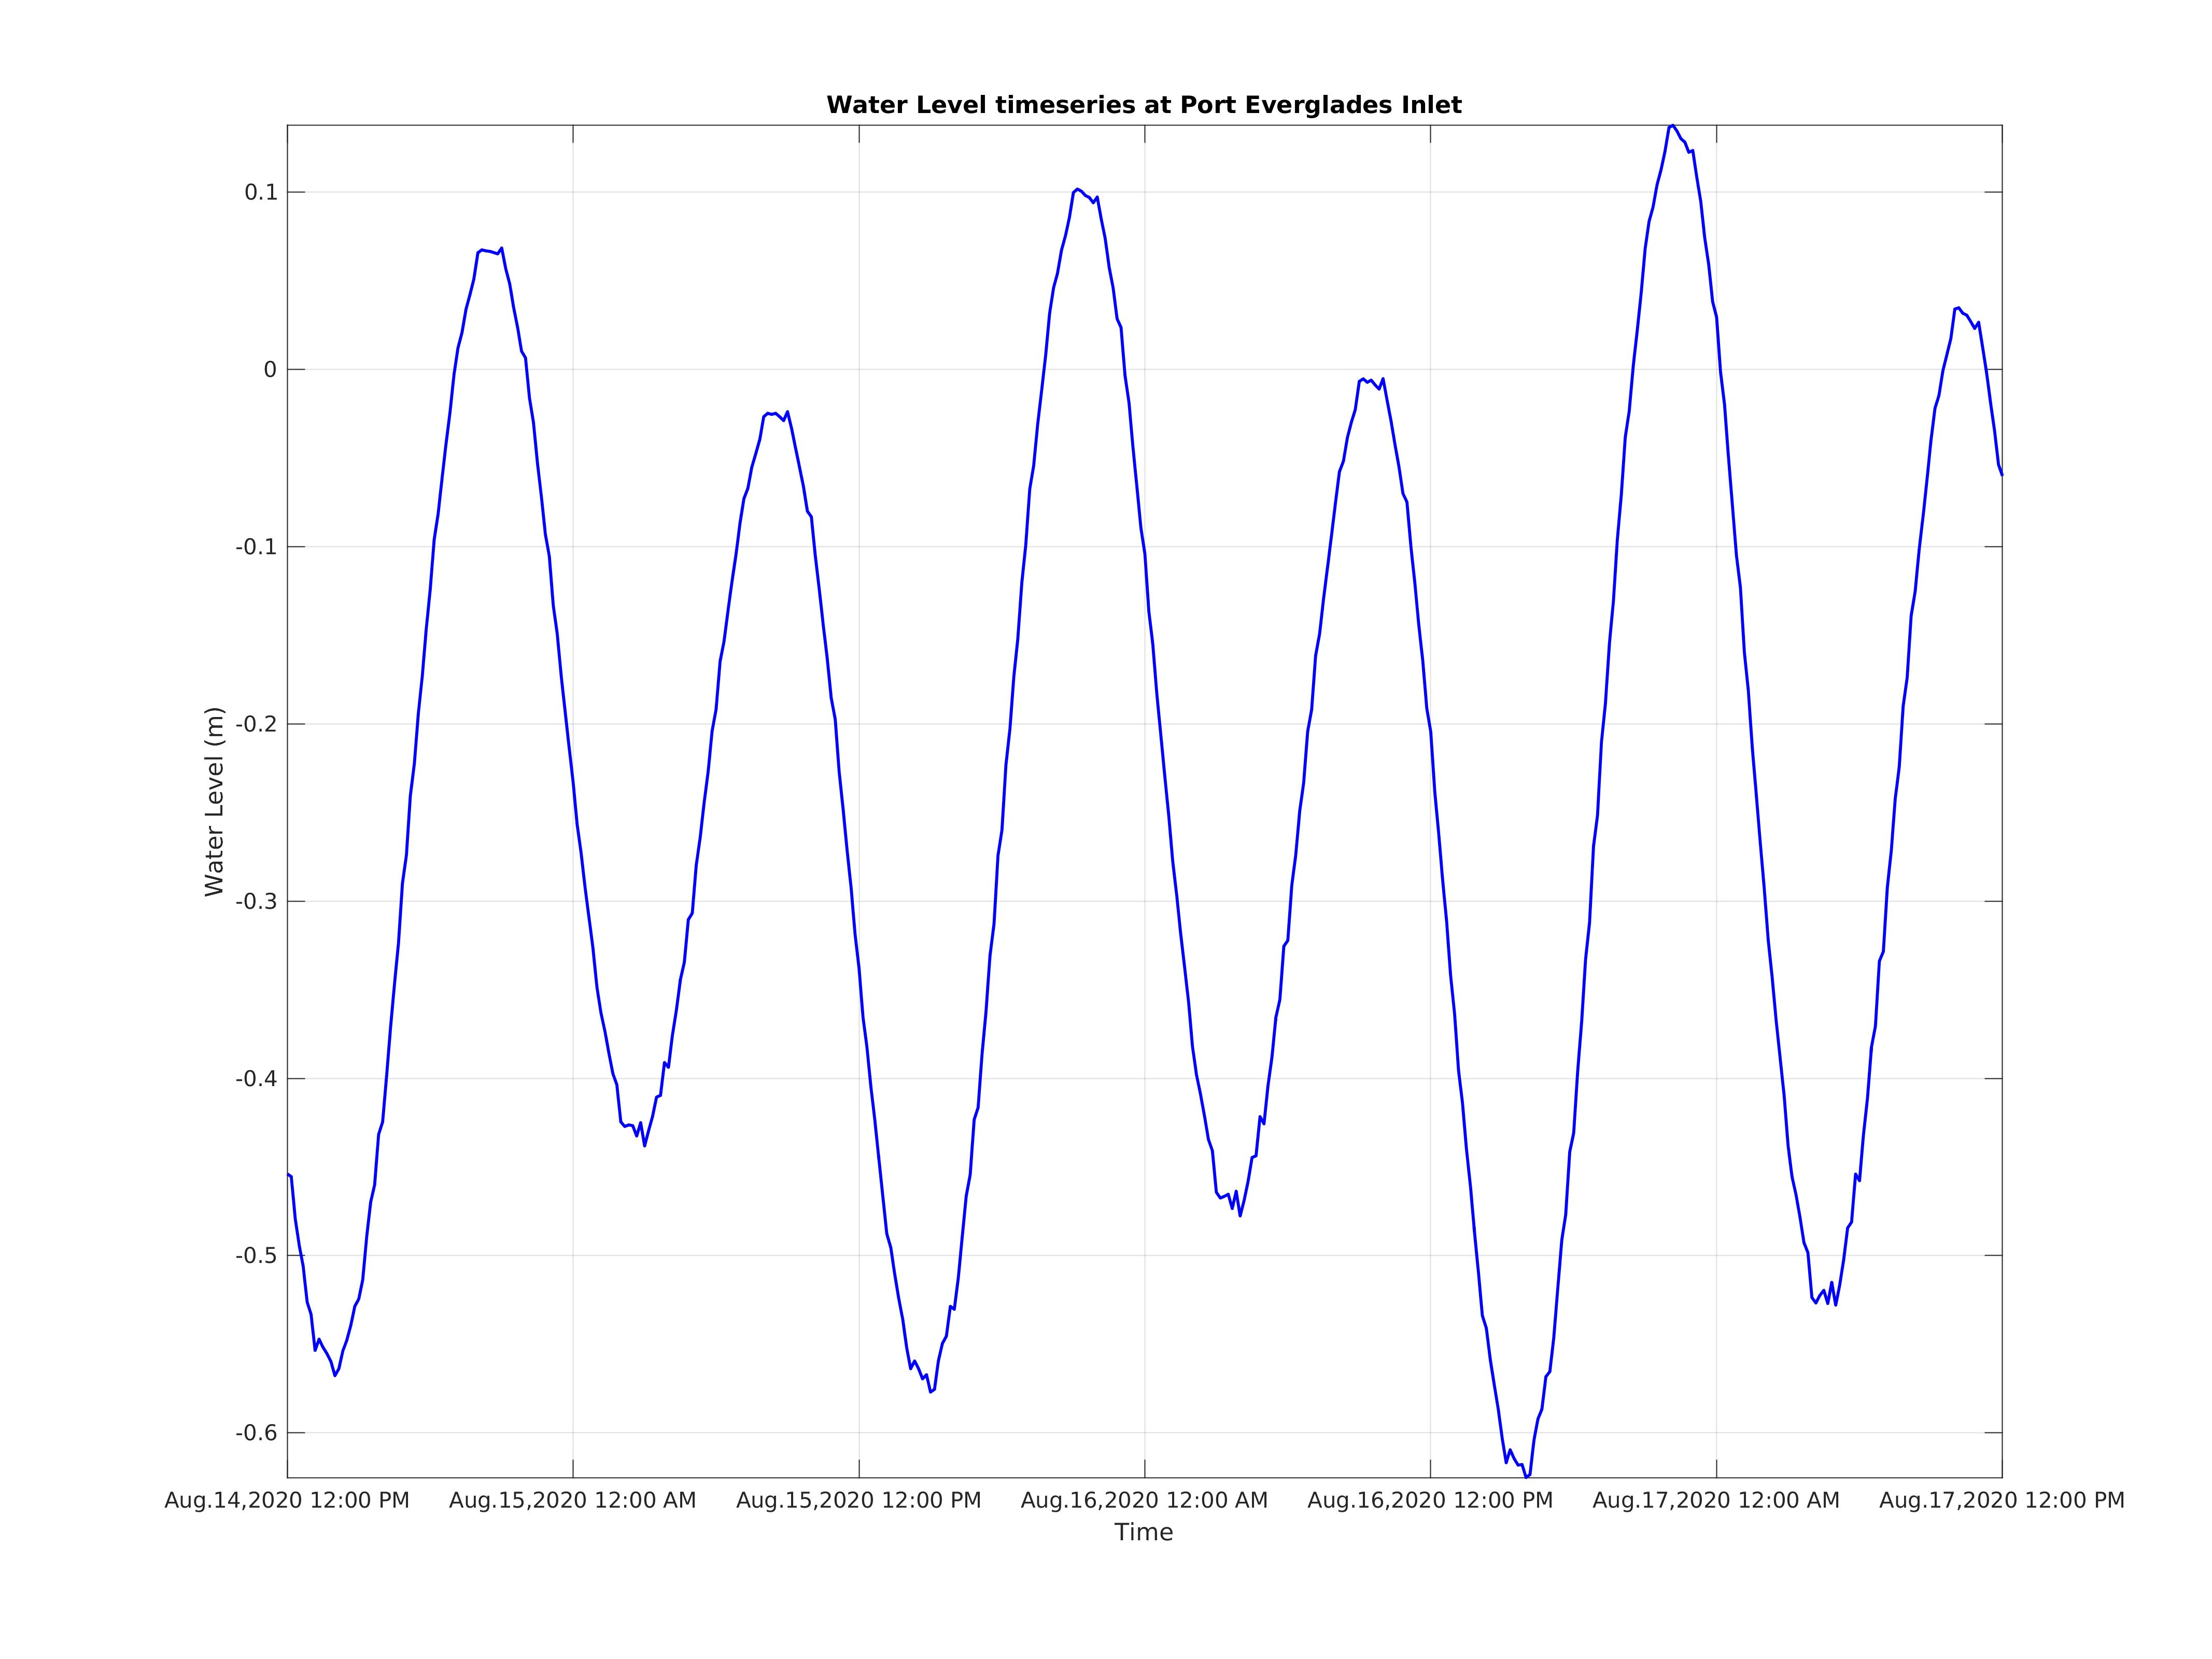 Water Level timeseries at Port Everglades Inlet
0.1
0
-0.1
-0.2
-0.3
-0.4
-0.5
-0.6
Water Level (m)
Aug.14,2020 12:00 PM
Aug.15,2020 12:00 AM
Aug.15,2020 12:00 PM
Aug.16,2020 12:00 AM
Aug.16,2020 12:00 PM
Aug.17,2020 12:00 AM
Aug.17,2020 12:00 PM
Time